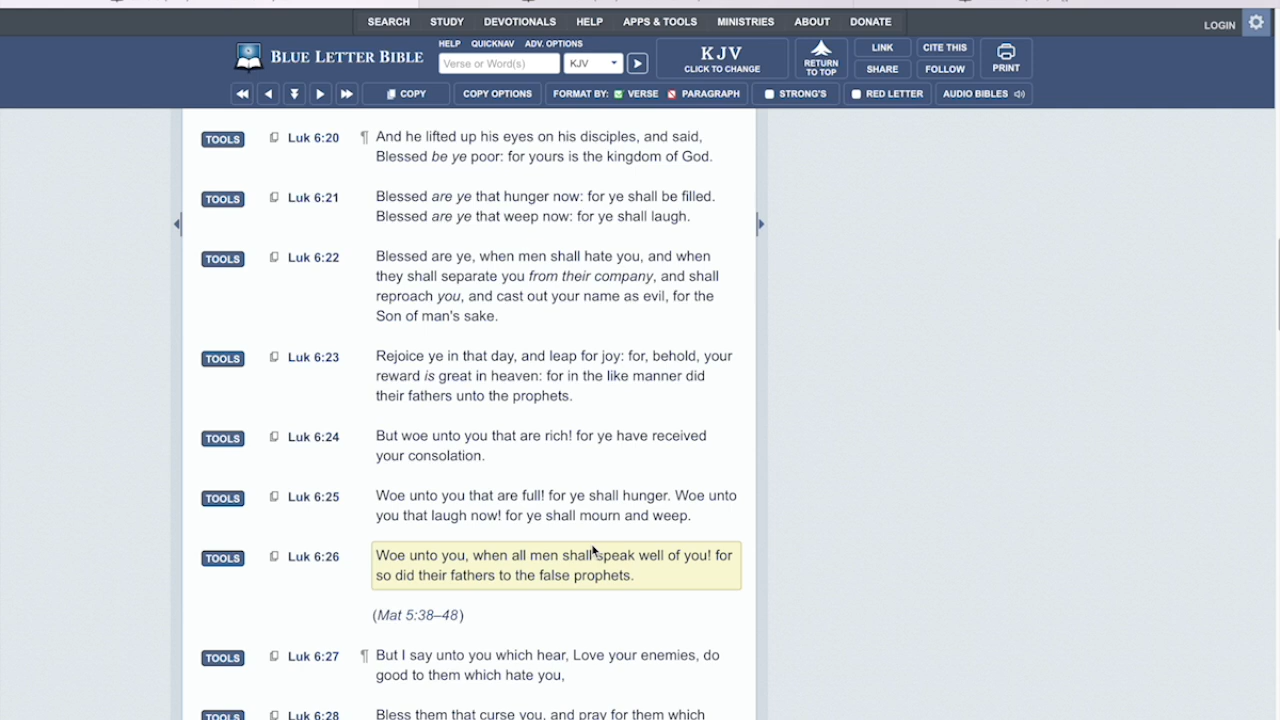 SEARCH STUDY DEVOTIONALS HELP APPS & TOOLS MINISTRIES ABOUT DONATE LOGIN
BLUE LETTER BIBLE
HELP QUICKNAV ADV. OPTIONS
Verse or Word(s) KJV
KJV
CLICK TO CHANGE
RETURN
TO TOP
LINK CITE THIS
SHARE FOLLOW
PRINT
COPY COPY OPTIONS FORMAT BY: VERSE PARAGRAPH STRONG'S RED LETTER AUDIO BIBLES
TOOLS Luk 6:20 ¶ And he lifted up his eyes on his disciples, and said,
Blessed be ye poor: for yours is the kingdom of God.
TOOLS Luk 6:21 Blessed are ye that hunger now: for ye shall be filled.
Blessed are ye that weep now: for ye shall laugh.
TOOLS Luk 6:22 Blessed are ye, when men shall hate you, and when
they shall separate you from their company, and shall
reproach you, and cast out your name as evil, for the
Son of man's sake.
TOOLS Luk 6:23 Rejoice ye in that day, and leap for joy: for, behold, your
reward is great in heaven: for in the like manner did
their fathers unto the prophets.
TOOLS Luk 6:24 But woe unto you that are rich! for ye have received
your consolation.
TOOLS Luk 6:25 Woe unto you that are full! for ye shall hunger. Woe unto
you that laugh now! for ye shall mourn and weep.
TOOLS Luk 6:26 Woe unto you, when all men shall speak well of you! for
so did their fathers to the false prophets.
(Mat 5:38–48)
TOOLS Luk 6:27 ¶ But I say unto you which hear, Love your enemies, do
good to them which hate you,
TOOLS Luk 6:28 Bless them that curse you, and pray for them which